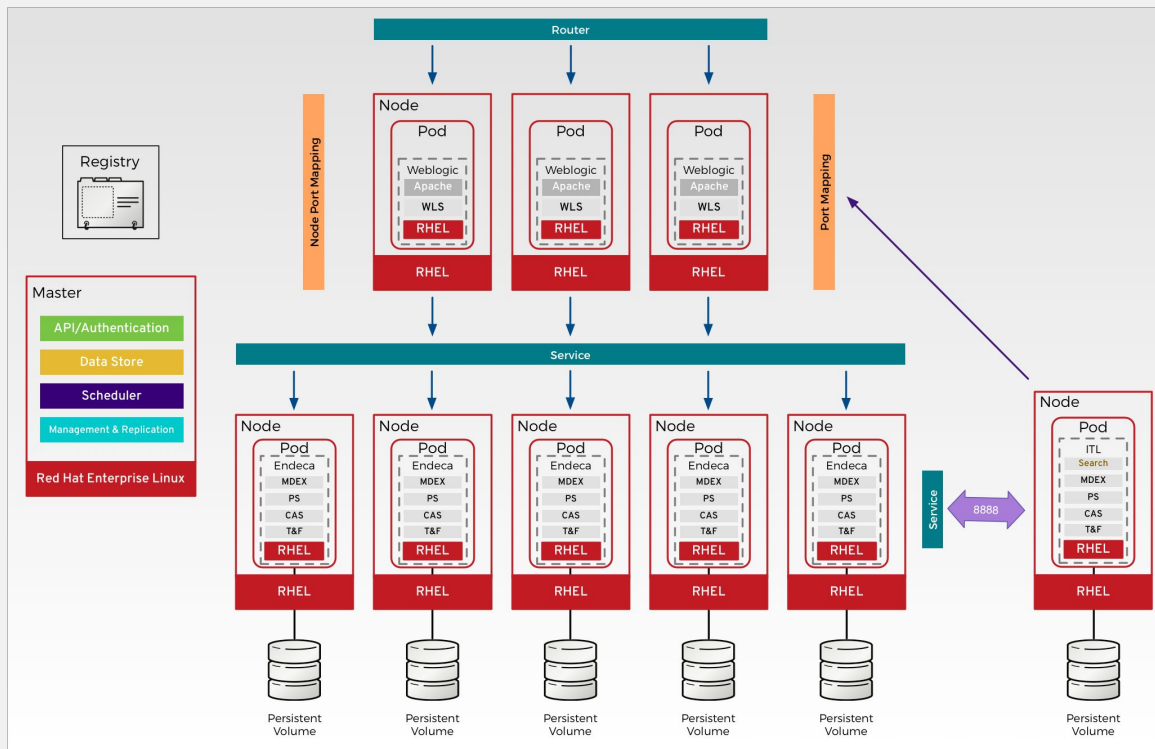 Router
Node
Pod
Weblogic
Apache
WLS
RHEL
RHEL
Pod
Weblogic
Apache
WLS
RHEL
RHEL
Pod
Weblogic
Apache
WLS
RHEL
RHEL
Node Port Mapping
Port Mapping
Registry
Master
API/Authentication
Data Store
Scheduler
Management & Replication
Red Hat Enterprise Linux
Service
Node
Pod
Endeca
MDEX
PS
CAS
T&F
RHEL
RHEL
Persistent
Volume
Node
Pod
Endeca
MDEX
PS
CAS
T&F
RHEL
RHEL
Persistent
Volume
Node
Pod
Endeca
MDEX
PS
CAS
T&F
RHEL
RHEL
Persistent
Volume
Node
Pod
Endeca
MDEX
PS
CAS
T&F
RHEL
RHEL
Persistent
Volume
Node
Pod
Endeca
MDEX
PS
CAS
T&F
RHEL
RHEL
Persistent
Volume
Service
8888
Node
Pod
ITL
Search
MDEX
PS
CAS
T&F
RHEL
RHEL
Persistent
Volume